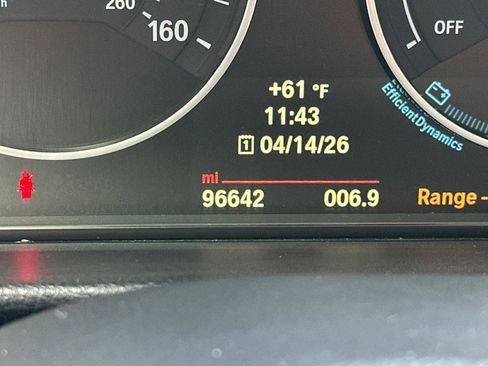 260
160
+61 °F
11:43
1 04/14/26
mi
96642 006.9
OFF
EfficientDynamics
Range -